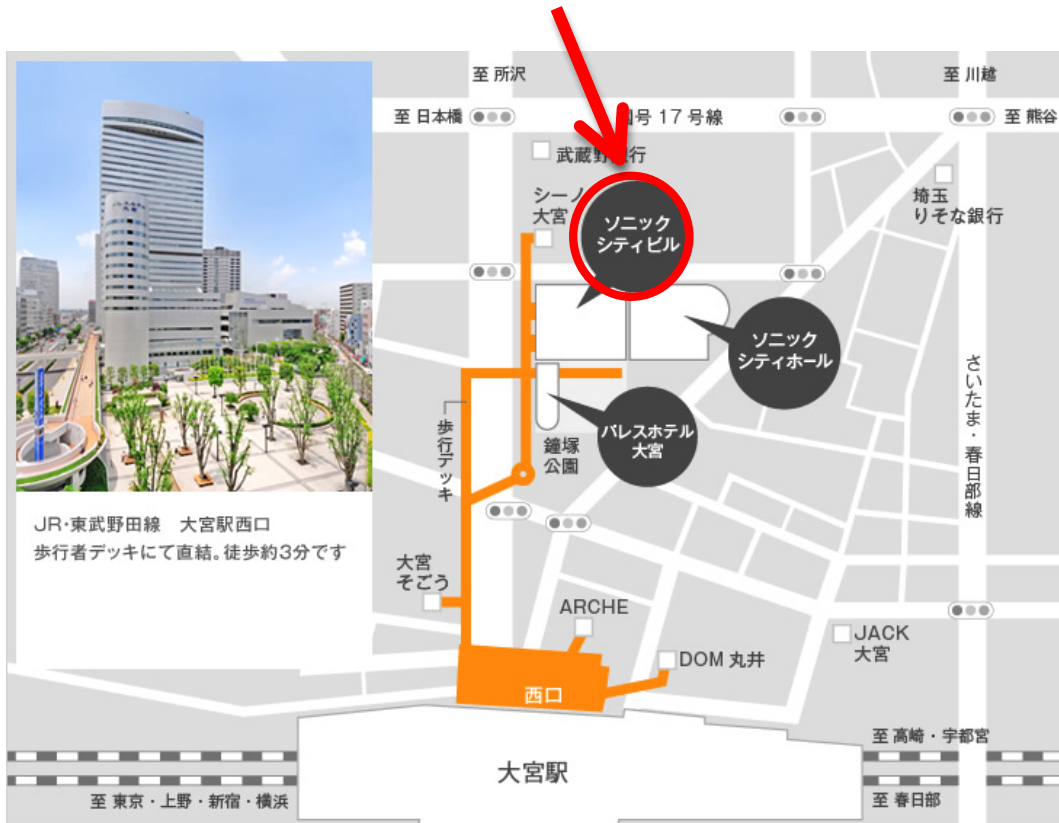 至 所沢
至 川越
至 日本橋
国号 17 号線
至 熊谷
武蔵野銀行
シーノ
大宮
ソニック
シティビル
埼玉
りそな銀行
ソニック
シティホール
さいたま・春日部線
歩行デッキ
パレスホテル
大宮
鐘塚
公園
JR・東武野田線 大宮駅西口
歩行者デッキにて直結。徒歩約3分です
大宮
そごう
ARCHE
JACK
大宮
DOM 丸井
西口
至 高崎・宇都宮
大宮駅
至 東京・上野・新宿・横浜
至 春日部